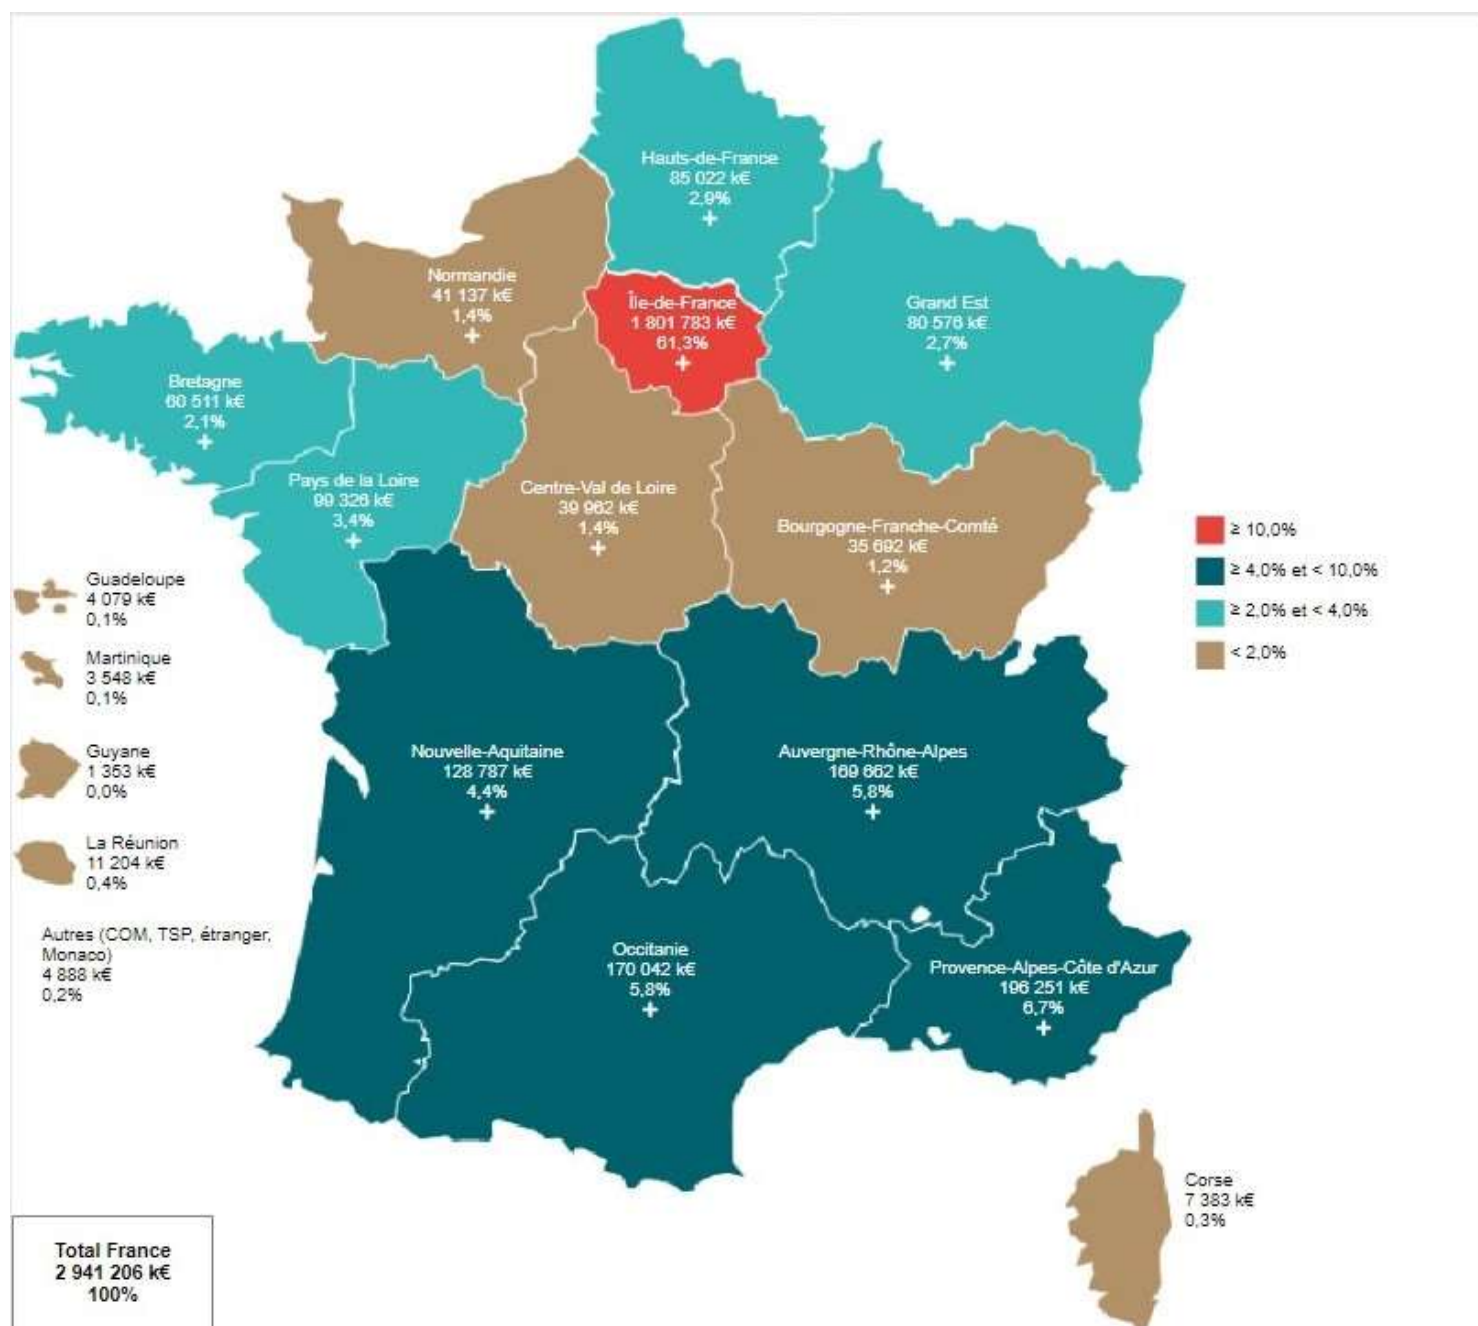 Hauts-de-France
85 022 k€
2,9%
Normandie
41 137 k€
1,4%
Île-de-France
1 801 783 k€
61,3%
Grand Est
80 576 k€
2,7%
Bretagne
60 511 k€
2,1%
Pays de la Loire
99 326 k€
3,4%
Centre-Val de Loire
39 962 k€
1,4%
Bourgogne-Franche-Comté
35 692 k€
1,2%
≥ 10,0%
≥ 4,0% et < 10,0%
≥ 2,0% et < 4,0%
< 2,0%
Guadeloupe
4 079 k€
0,1%
Martinique
3 548 k€
0,1%
Guyane
1 353 k€
0,0%
La Réunion
11 204 k€
0,4%
Autres (COM, TSP, étranger,
Monaco)
4 888 k€
0,2%
Nouvelle-Aquitaine
128 787 k€
4,4%
Auvergne-Rhône-Alpes
169 662 k€
5,8%
Occitanie
170 042 k€
5,8%
Provence-Alpes-Côte d'Azur
196 251 k€
6,7%
Corse
7 383 k€
0,3%
Total France
2 941 206 k€
100%